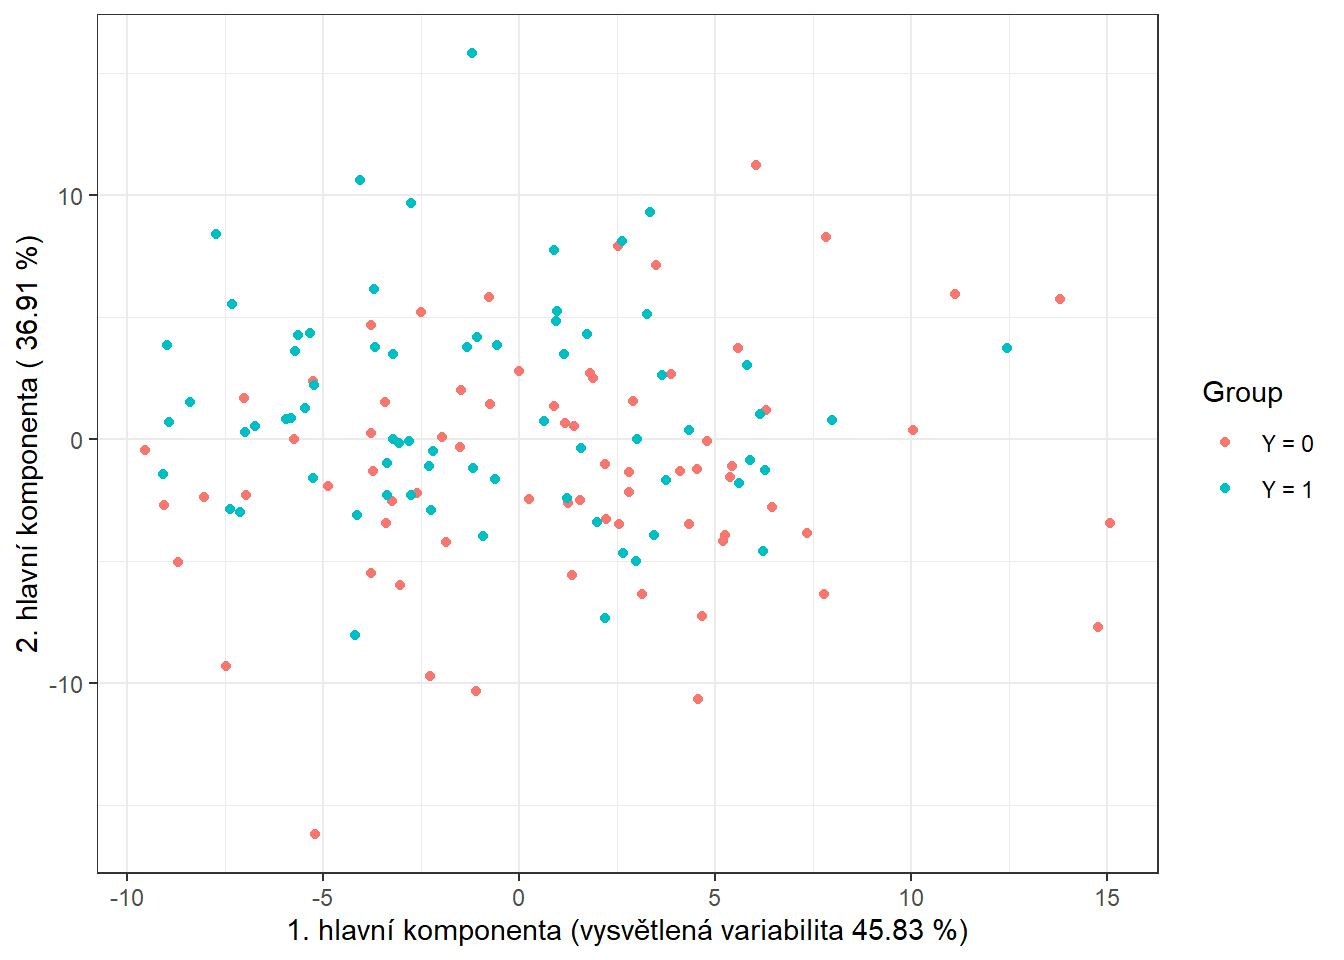 10
0
-10
-10
-5
0
5
10
15
2. hlavní komponenta ( 36.91 %)
1. hlavní komponenta (vysvětlená variabilita 45.83 %)
Group
Y = 0
Y = 1